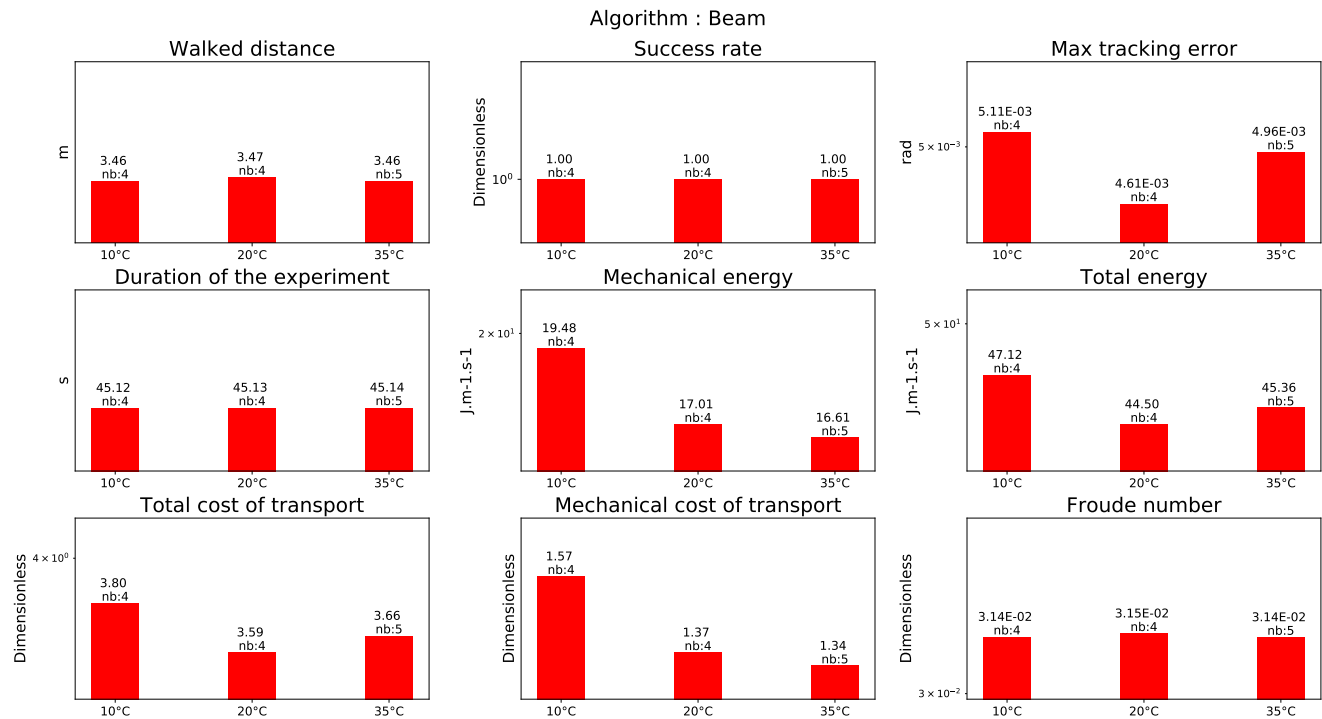 Algorithm : Beam
Walked distance
m
3.46
nb:4
3.47
nb:4
3.46
nb:5
10°C
20°C
35°C
Success rate
Dimensionless
10⁰
1.00
nb:4
1.00
nb:4
1.00
nb:5
10°C
20°C
35°C
Max tracking error
rad
5 × 10⁻³
5.11E-03
nb:4
4.61E-03
nb:4
4.96E-03
nb:5
10°C
20°C
35°C
Duration of the experiment
s
45.12
nb:4
45.13
nb:4
45.14
nb:5
10°C
20°C
35°C
Mechanical energy
J.m-1.s-1
2 × 10¹
19.48
nb:4
17.01
nb:4
16.61
nb:5
10°C
20°C
35°C
Total energy
J.m-1.s-1
5 × 10¹
47.12
nb:4
44.50
nb:4
45.36
nb:5
10°C
20°C
35°C
Total cost of transport
Dimensionless
4 × 10⁰
3.80
nb:4
3.59
nb:4
3.66
nb:5
10°C
20°C
35°C
Mechanical cost of transport
Dimensionless
1.57
nb:4
1.37
nb:4
1.34
nb:5
10°C
20°C
35°C
Froude number
Dimensionless
3 × 10⁻²
3.14E-02
nb:4
3.15E-02
nb:4
3.14E-02
nb:5
10°C
20°C
35°C